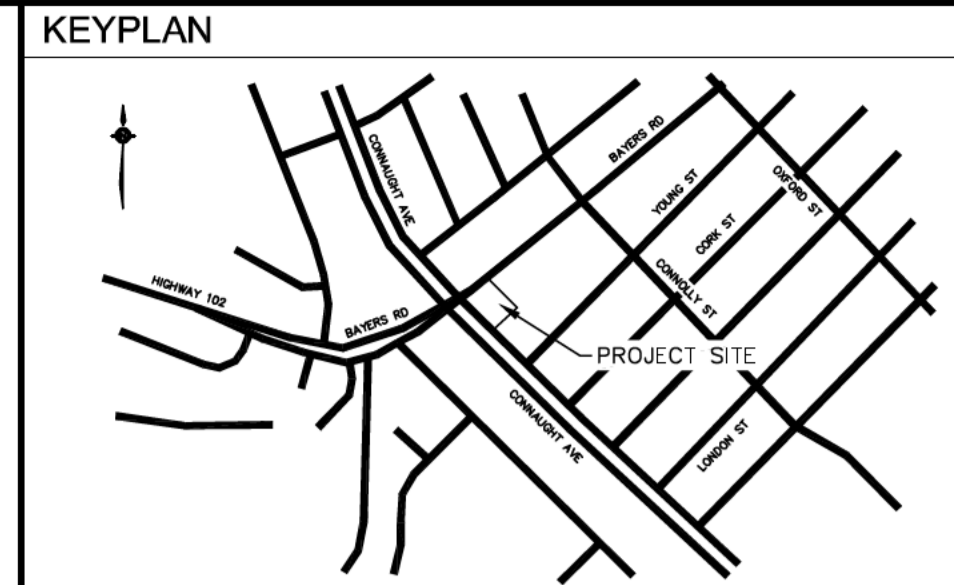 KEYPLAN
CONNAUGHT AVE
BAYERS RD
YOUNG ST
OXFORD ST
CORK ST
CONNOLLY ST
HIGHWAY 102
BAYERS RD
PROJECT SITE
CONNAUGHT AVE
LONDON ST